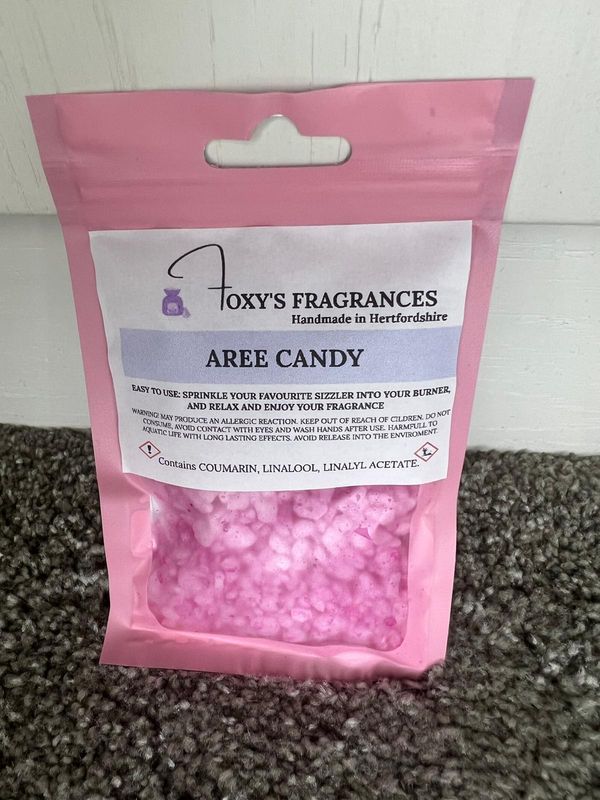 FOXY'S FRAGRANCES
Handmade in Hertfordshire
AREE CANDY
EASY TO USE: SPRINKLE YOUR FAVOURITE SIZZLER INTO YOUR BURNER,
AND RELAX AND ENJOY YOUR FRAGRANCE
WARNING! MAY PRODUCE AN ALLERGIC REACTION. KEEP OUT OF REACH OF CILDREN. DO NOT
CONSUME, AVOID CONTACT WITH EYES AND WASH HANDS AFTER USE. HARMFULL TO
AQUATIC LIFE WITH LONG LASTING EFFECTS. AVOID RELEASE INTO THE ENVIROMENT.
Contains COUMARIN, LINALOOL, LINALYL ACETATE.